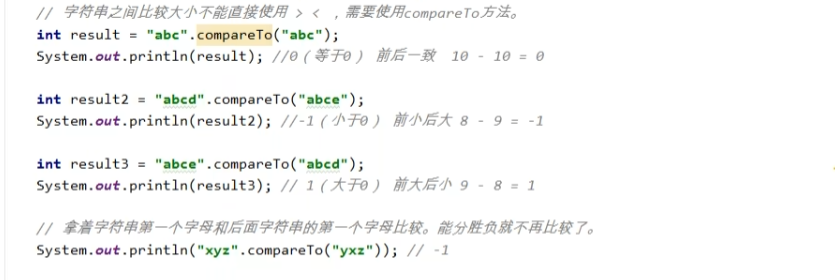 // 字符串之间比较大小不能直接使用 > < ，需要使用compareTo方法。
int result = "abc".compareTo("abc");
System.out.println(result); //0（等于0） 前后一致  10 - 10 = 0
int result2 = "abcd".compareTo("abce");
System.out.println(result2); //-1（小于0） 前小后大 8 - 9 = -1
int result3 = "abce".compareTo("abcd");
System.out.println(result3); // 1（大于0） 前大后小 9 - 8 = 1
// 拿着字符串第一个字母和后面字符串的第一个字母比较。能分胜负就不再比较了。
System.out.println("xyz".compareTo("yxz")); // -1